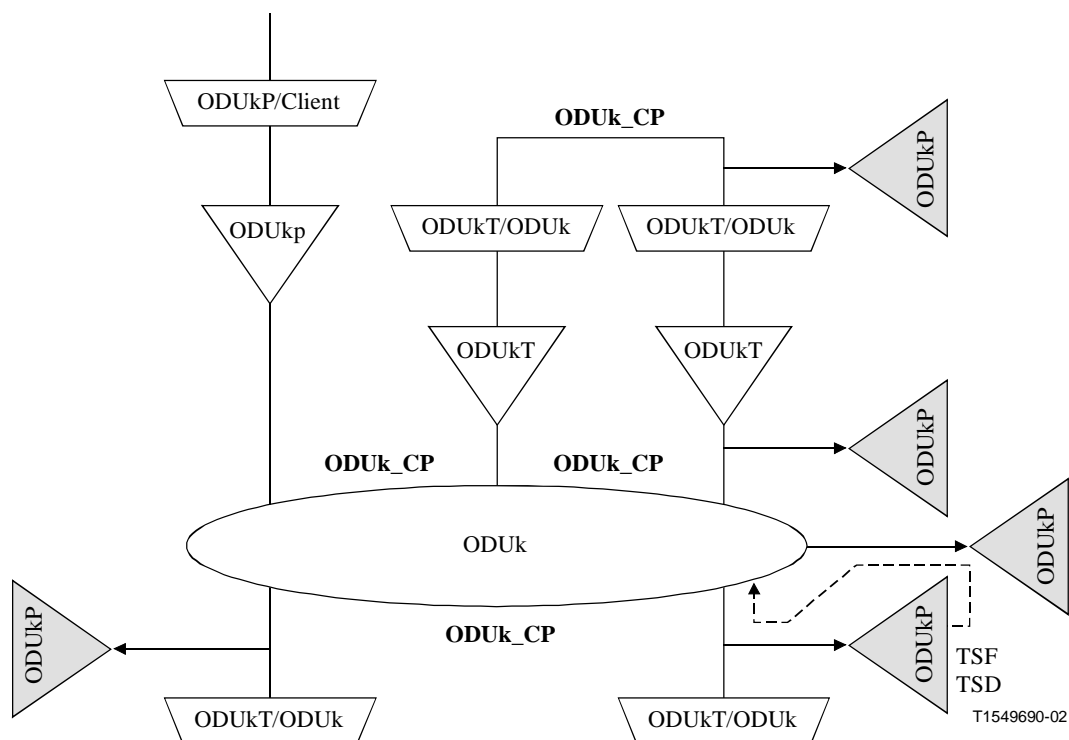 ODUkP/Client
ODUk_CP
ODUkP
ODUkp
ODUkT/ODUk
ODUkT/ODUk
ODUkT
ODUkT
ODUkP
ODUk_CP
ODUk_CP
ODUk
ODUkP
ODUkP
ODUk_CP
ODUkP
TSF
TSD
ODUkT/ODUk
ODUkT/ODUk
T1549690-02